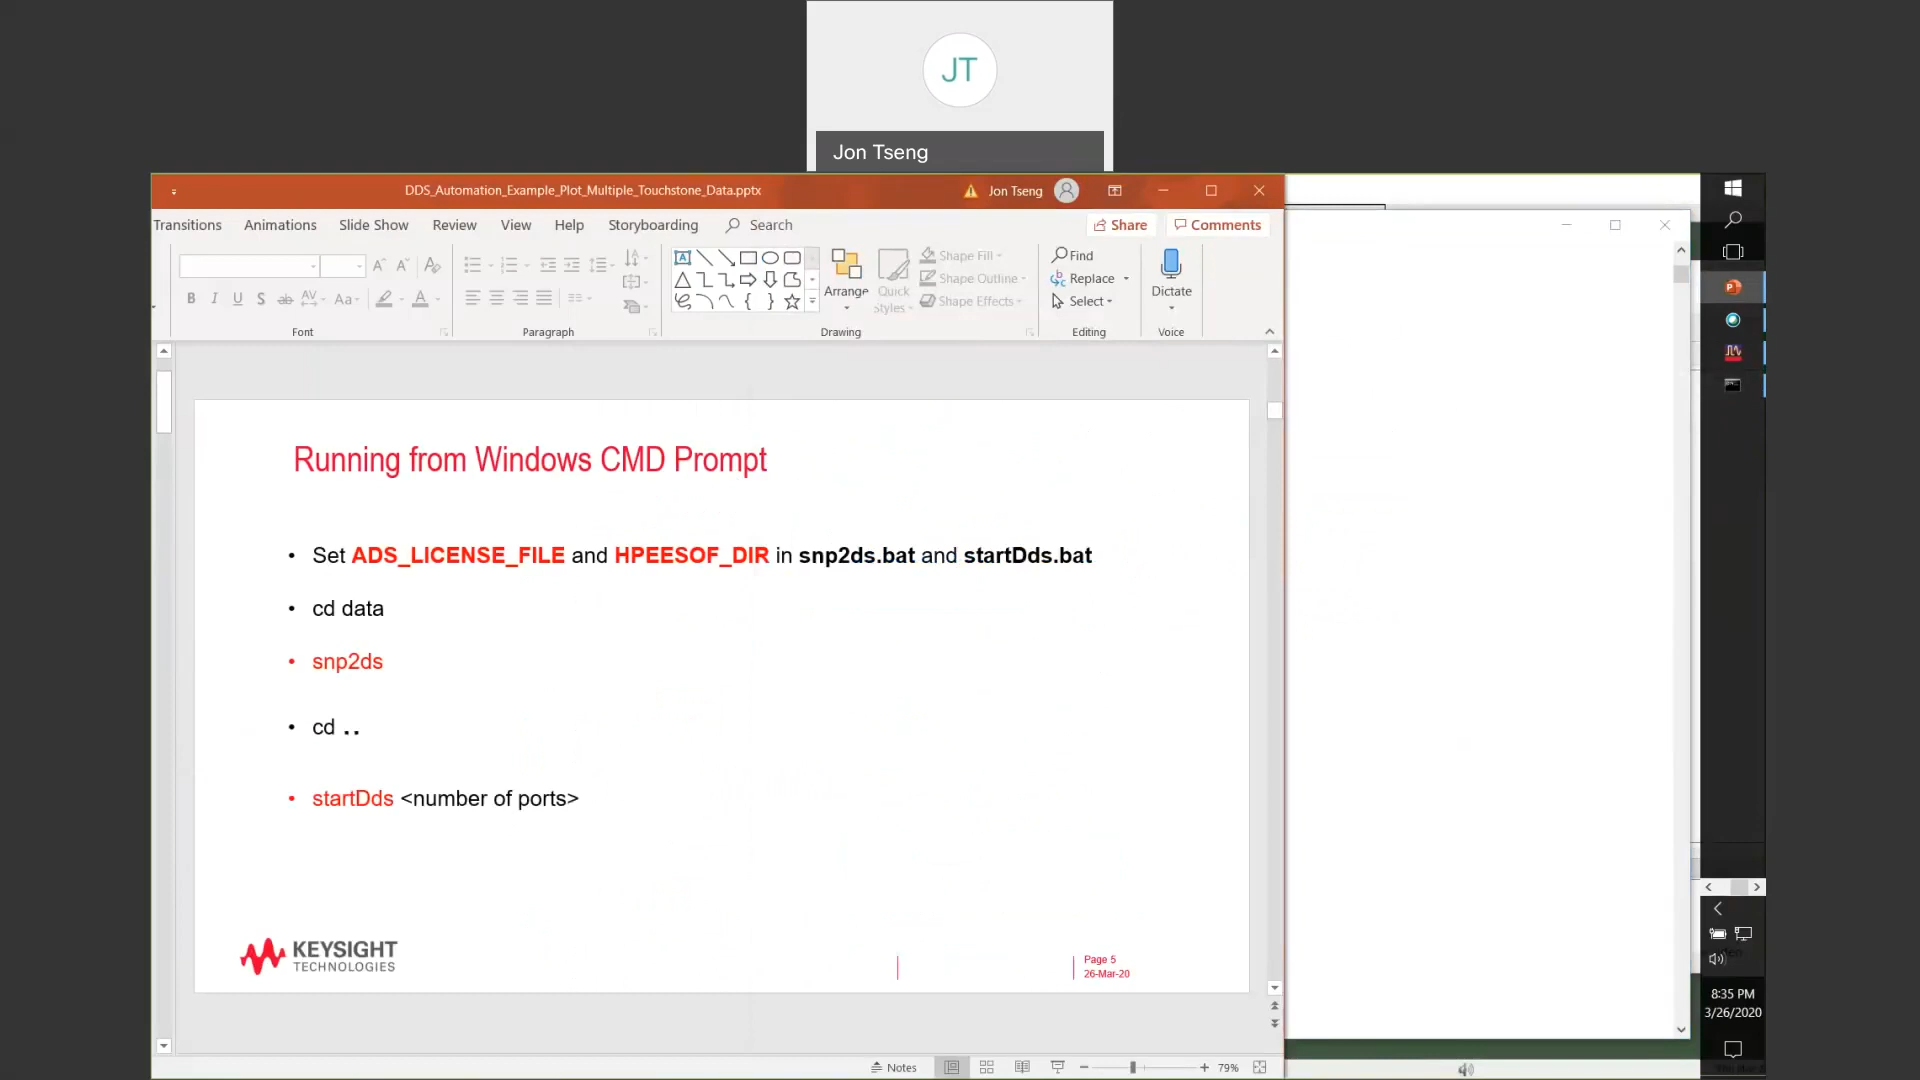 JT
Jon Tseng
DDS_Automation_Example_Plot_Multiple_Touchstone_Data.pptx
Jon Tseng
Transitions
Animations
Slide Show
Review
View
Help
Storyboarding
Search
Share
Comments
Find
Replace
Select
Arrange
Quick
Styles
Shape Fill
Shape Outline
Shape Effects
Dictate
B I U S ab AV Aa A
Font
Paragraph
Drawing
Editing
Voice
Running from Windows CMD Prompt
• Set ADS_LICENSE_FILE and HPEESOF_DIR in snp2ds.bat and startDds.bat
• cd data
• snp2ds
• cd ..
• startDds <number of ports>
KEYSIGHT
TECHNOLOGIES
Page 5
26-Mar-20
Notes
79%
8:35 PM
3/26/2020